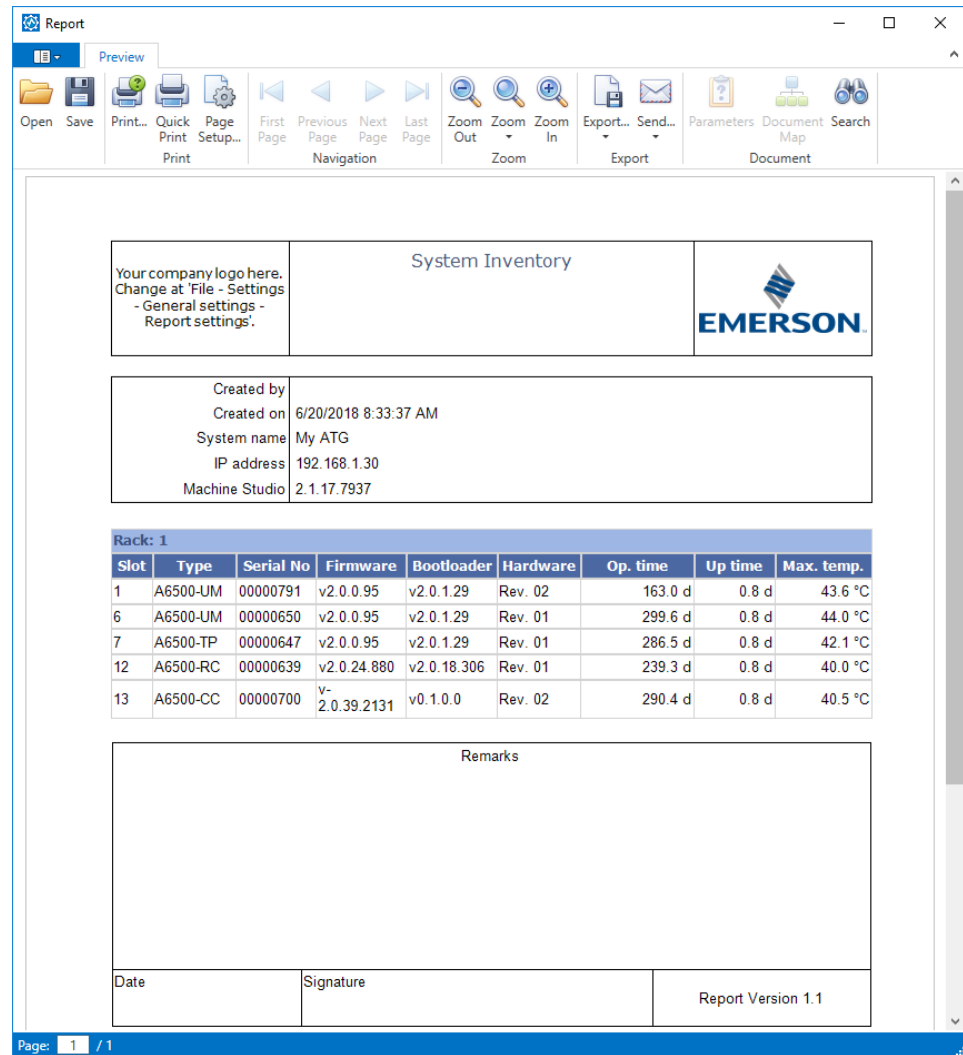 Report
Preview
Open Save Print... Quick Print Page Setup... First Page Previous Page Next Page Last Page Zoom Out Zoom Zoom In Export... Send... Parameters Document Map Search
Print Navigation Zoom Export Document
Your company logo here.
Change at 'File - Settings
- General settings -
Report settings'.
System Inventory
EMERSON
Created by
Created on 6/20/2018 8:33:37 AM
System name My ATG
IP address 192.168.1.30
Machine Studio 2.1.17.7937
Rack: 1
Slot Type Serial No Firmware Bootloader Hardware Op. time Up time Max. temp.
1 A6500-UM 00000791 v2.0.0.95 v2.0.1.29 Rev. 02 163.0 d 0.8 d 43.6 °C
6 A6500-UM 00000650 v2.0.0.95 v2.0.1.29 Rev. 01 299.6 d 0.8 d 44.0 °C
7 A6500-TP 00000647 v2.0.0.95 v2.0.1.29 Rev. 01 286.5 d 0.8 d 42.1 °C
12 A6500-RC 00000639 v2.0.24.880 v2.0.18.306 Rev. 01 239.3 d 0.8 d 40.0 °C
13 A6500-CC 00000700 v-2.0.39.2131 v0.1.0.0 Rev. 02 290.4 d 0.8 d 40.5 °C
Remarks
Date Signature Report Version 1.1
Page: 1 / 1